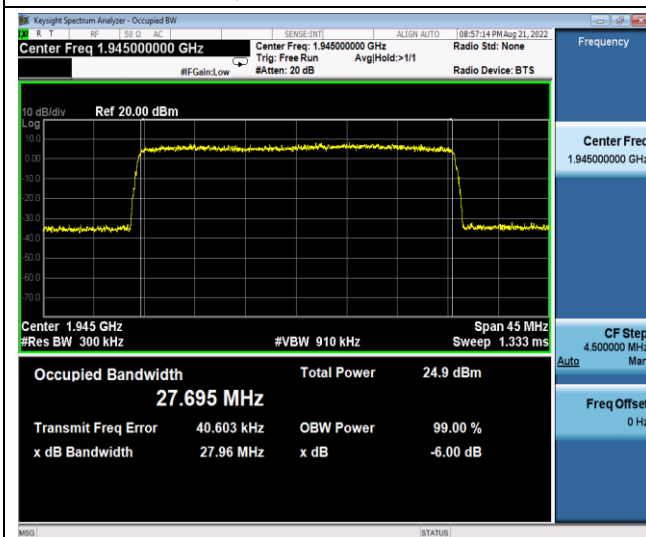 Keysight Spectrum Analyzer - Occupied BW
R T RF 50 Ω AC SENSE:INT ALIGN AUTO 08:57:14 PM Aug 21, 2022
Center Freq 1.945000000 GHz
Center Freq: 1.945000000 GHz Radio Std: None
Trig: Free Run Avg|Hold:>1/1
#IFGain:Low #Atten: 20 dB Radio Device: BTS
Frequency
10 dB/div Ref 20.00 dBm
Log
10.0
0.00
-10.0
-20.0
-30.0
-40.0
-50.0
-60.0
-70.0
Center 1.945 GHz Span 45 MHz
#Res BW 300 kHz #VBW 910 kHz Sweep 1.333 ms
Occupied Bandwidth Total Power 24.9 dBm
27.695 MHz
Transmit Freq Error 40.603 kHz OBW Power 99.00 %
x dB Bandwidth 27.96 MHz x dB -6.00 dB
Center Freq
1.945000000 GHz
CF Step
4.500000 MHz
Auto Man
Freq Offset
0 Hz
MSG STATUS